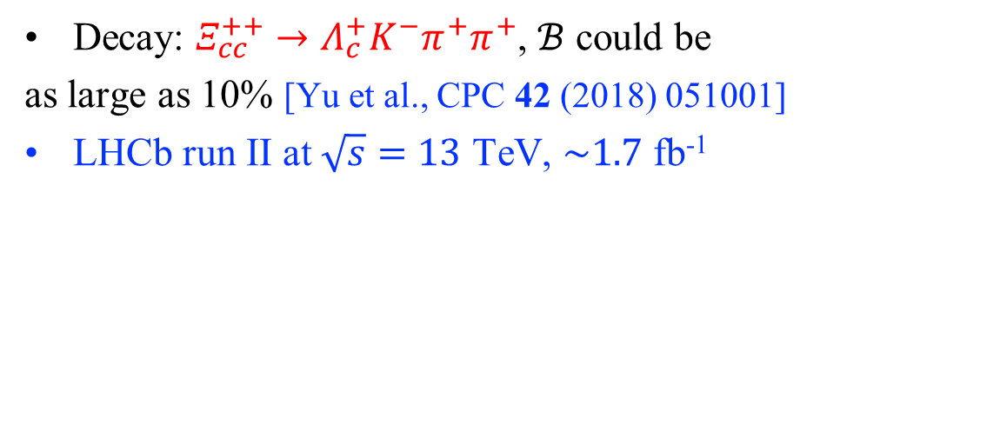 • Decay: Ξcc++ → Λc+ K−π+π+, ℬ could be
as large as 10% [Yu et al., CPC 42 (2018) 051001]
• LHCb run II at √s = 13 TeV, ~1.7 fb-1